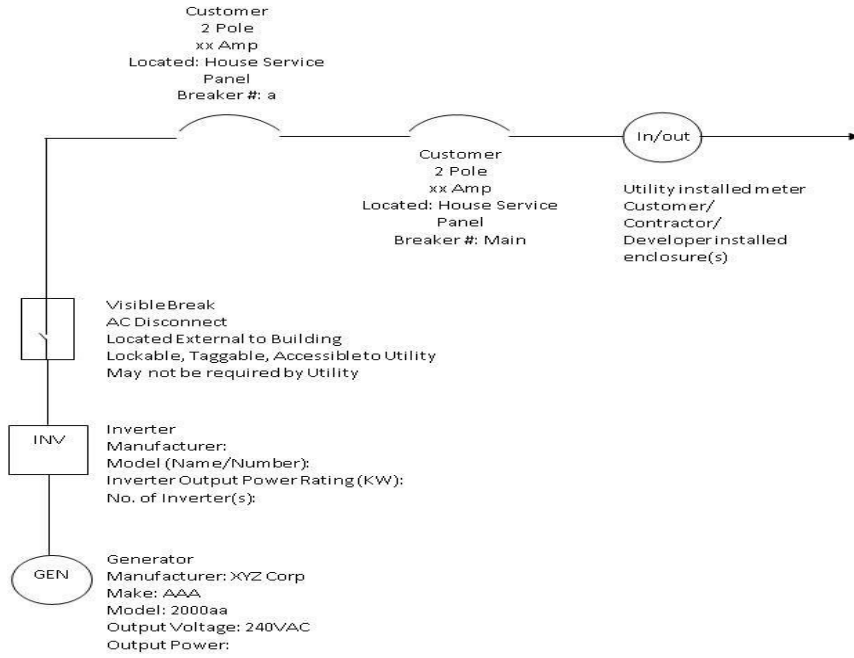 Customer
2 Pole
xx Amp
Located: House Service
Panel
Breaker #: a
In/out
Customer
2 Pole
xx Amp
Located: House Service
Panel
Breaker #: Main
Utility installed meter
Customer/
Contractor/
Developer installed
enclosure(s)
Visible Break
AC Disconnect
Located External to Building
Lockable, Taggable, Accessible to Utility
May not be required by Utility
INV
Inverter
Manufacturer:
Model (Name/Number):
Inverter Output Power Rating (KW):
No. of Inverter(s):
GEN
Generator
Manufacturer: XYZ Corp
Make: AAA
Model: 2000aa
Output Voltage: 240VAC
Output Power: